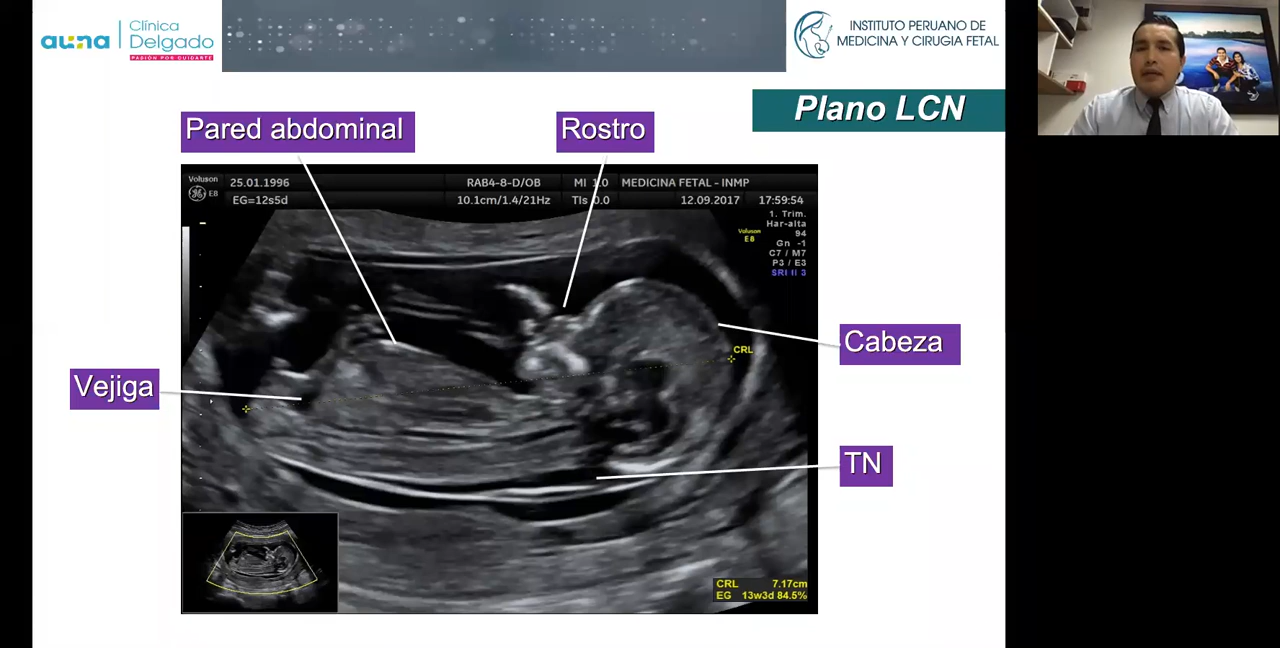 auna
Clínica
Delgado
PASIÓN POR CUIDARTE
INSTITUTO PERUANO DE
MEDICINA Y CIRUGIA FETAL
Plano LCN
Pared abdominal
Rostro
Voluson
E8
25.01.1996
RAB4-8-D/OB
MI 1.0
MEDICINA FETAL - INMP
EG=12s5d
10.1cm/1.4/21Hz
TIs 0.0
12.09.2017
17:59:54
1. Trim.
Har-alta
94
Gn -1
C7 / M7
P3 / E3
SRI II 3
Voluson
E8
Cabeza
CRL
Vejiga
TN
CRL 7.17cm
EG 13w3d 84.5%